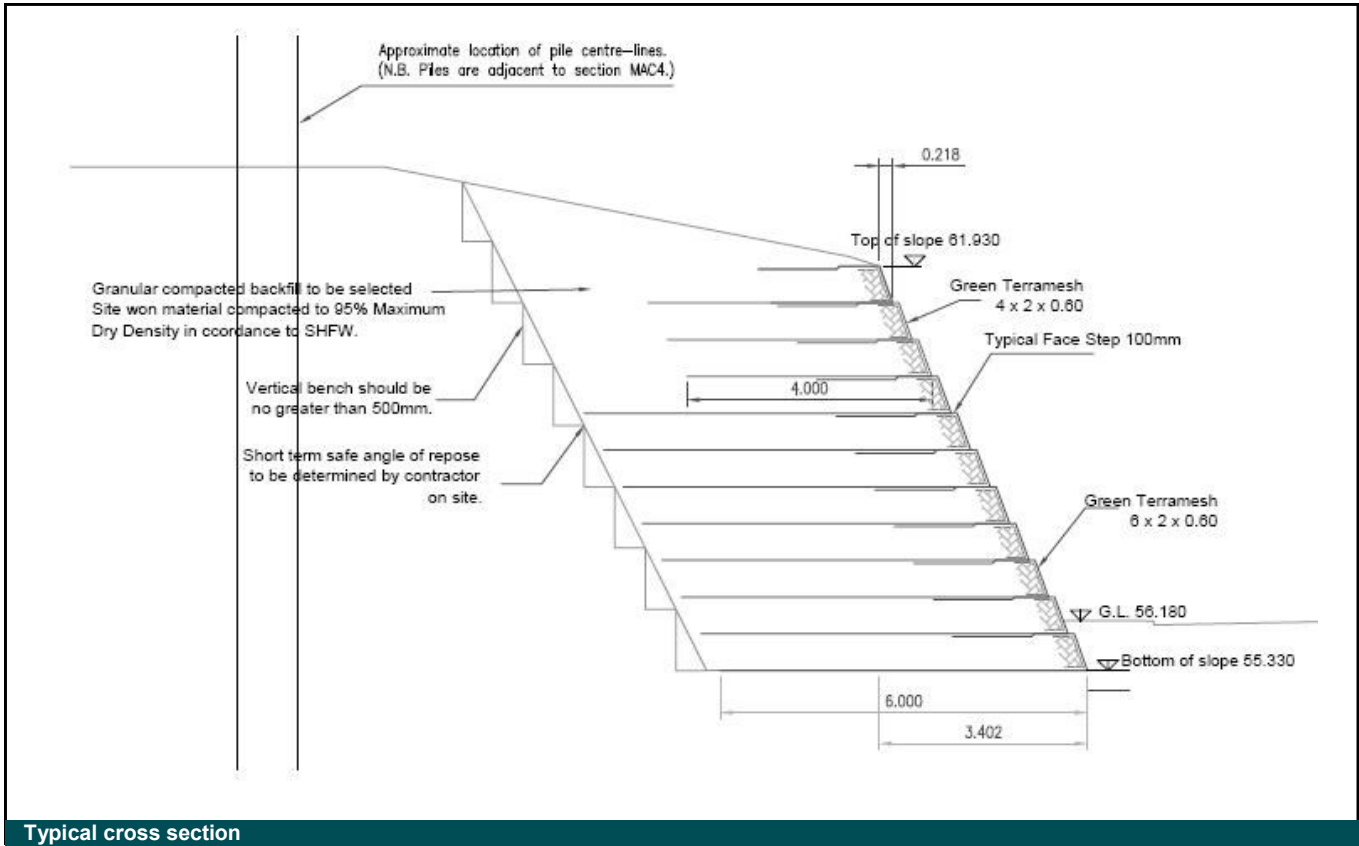 Approximate location of pile centre-lines.
(N.B. Piles are adjacent to section MAC4.)
0.218
Top of slope 61.930
Granular compacted backfill to be selected
Site won material compacted to 95% Maximum
Dry Density in ccordance to SHFW.
Green Terramesh
4 x 2 x 0.60
Typical Face Step 100mm
Vertical bench should be
no greater than 500mm.
4.000
Short term safe angle of repose
to be determined by contractor
on site.
Green Terramesh
6 x 2 x 0.60
G.L. 56.180
Bottom of slope 55.330
6.000
3.402
Typical cross section